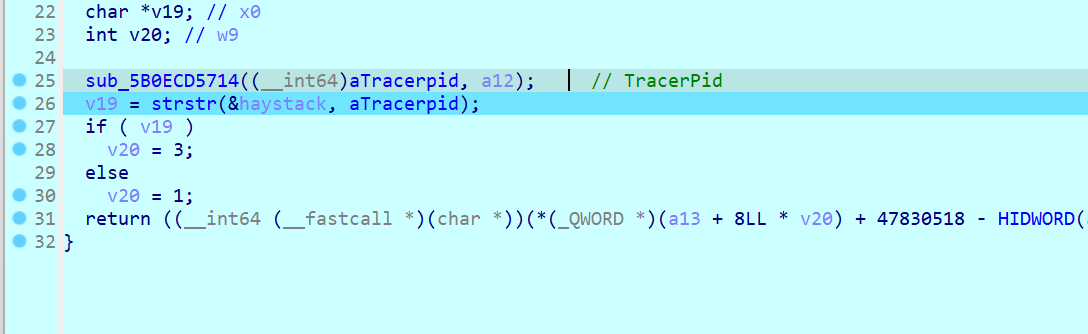 22 char *v19; // x0
23 int v20; // w9
24
25 sub_5B0ECD5714((__int64)aTracerpid, a12); // TracerPid
26 v19 = strstr(&haystack, aTracerpid);
27 if ( v19 )
28 v20 = 3;
29 else
30 v20 = 1;
31 return ((__int64 (__fastcall *)(char *))(*(_QWORD *)(a13 + 8LL * v20) + 47830518 - HIDWORD(
32 }